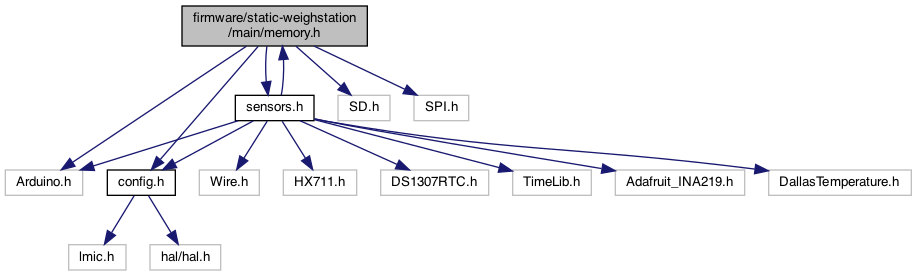 firmware/static-weighstation
/main/memory.h
sensors.h
SD.h
SPI.h
Arduino.h
config.h
Wire.h
HX711.h
DS1307RTC.h
TimeLib.h
Adafruit_INA219.h
DallasTemperature.h
lmic.h
hal/hal.h